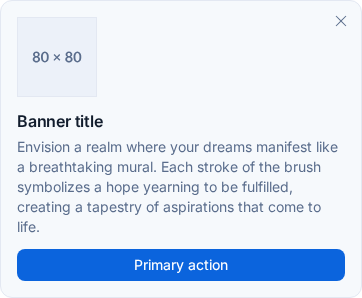 80 × 80
Banner title
Envision a realm where your dreams manifest like
a breathtaking mural. Each stroke of the brush
symbolizes a hope yearning to be fulfilled,
creating a tapestry of aspirations that come to
life.
Primary action